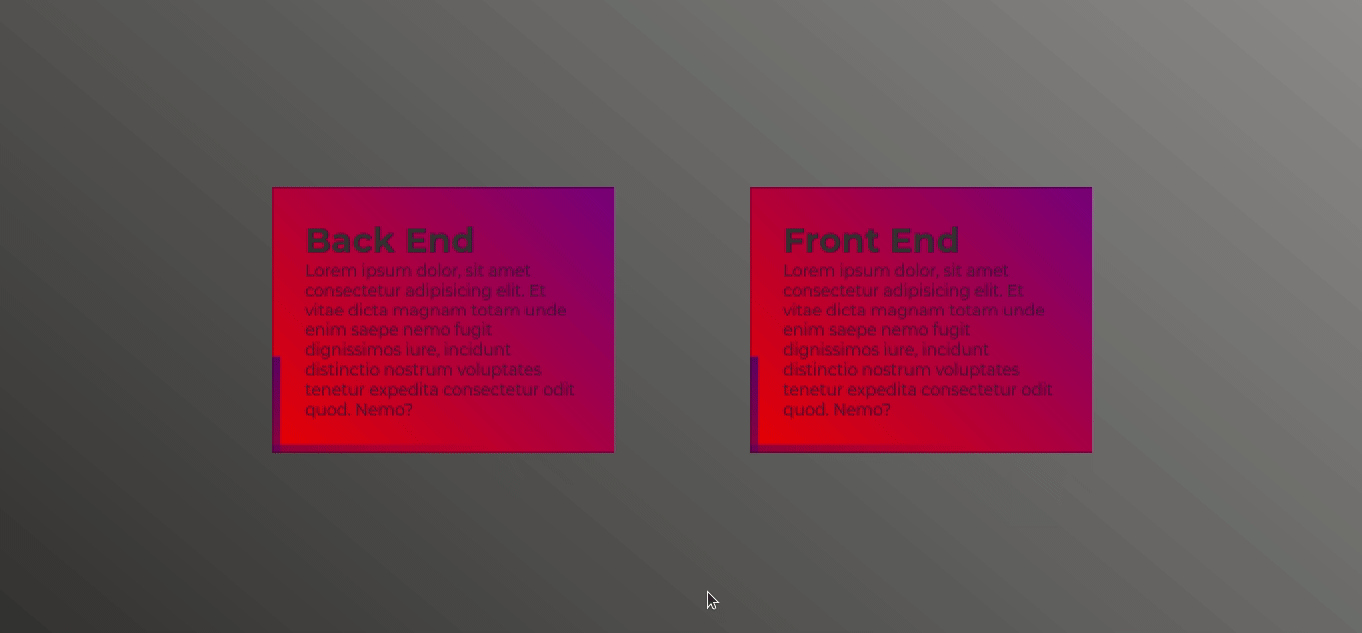 Back End
Lorem ipsum dolor, sit amet
consectetur adipisicing elit. Et
vitae dicta magnam totam unde
enim saepe nemo fugit
dignissimos iure, incidunt
distinctio nostrum voluptates
tenetur expedita consectetur odit
quod. Nemo?
Front End
Lorem ipsum dolor, sit amet
consectetur adipisicing elit. Et
vitae dicta magnam totam unde
enim saepe nemo fugit
dignissimos iure, incidunt
distinctio nostrum voluptates
tenetur expedita consectetur odit
quod. Nemo?